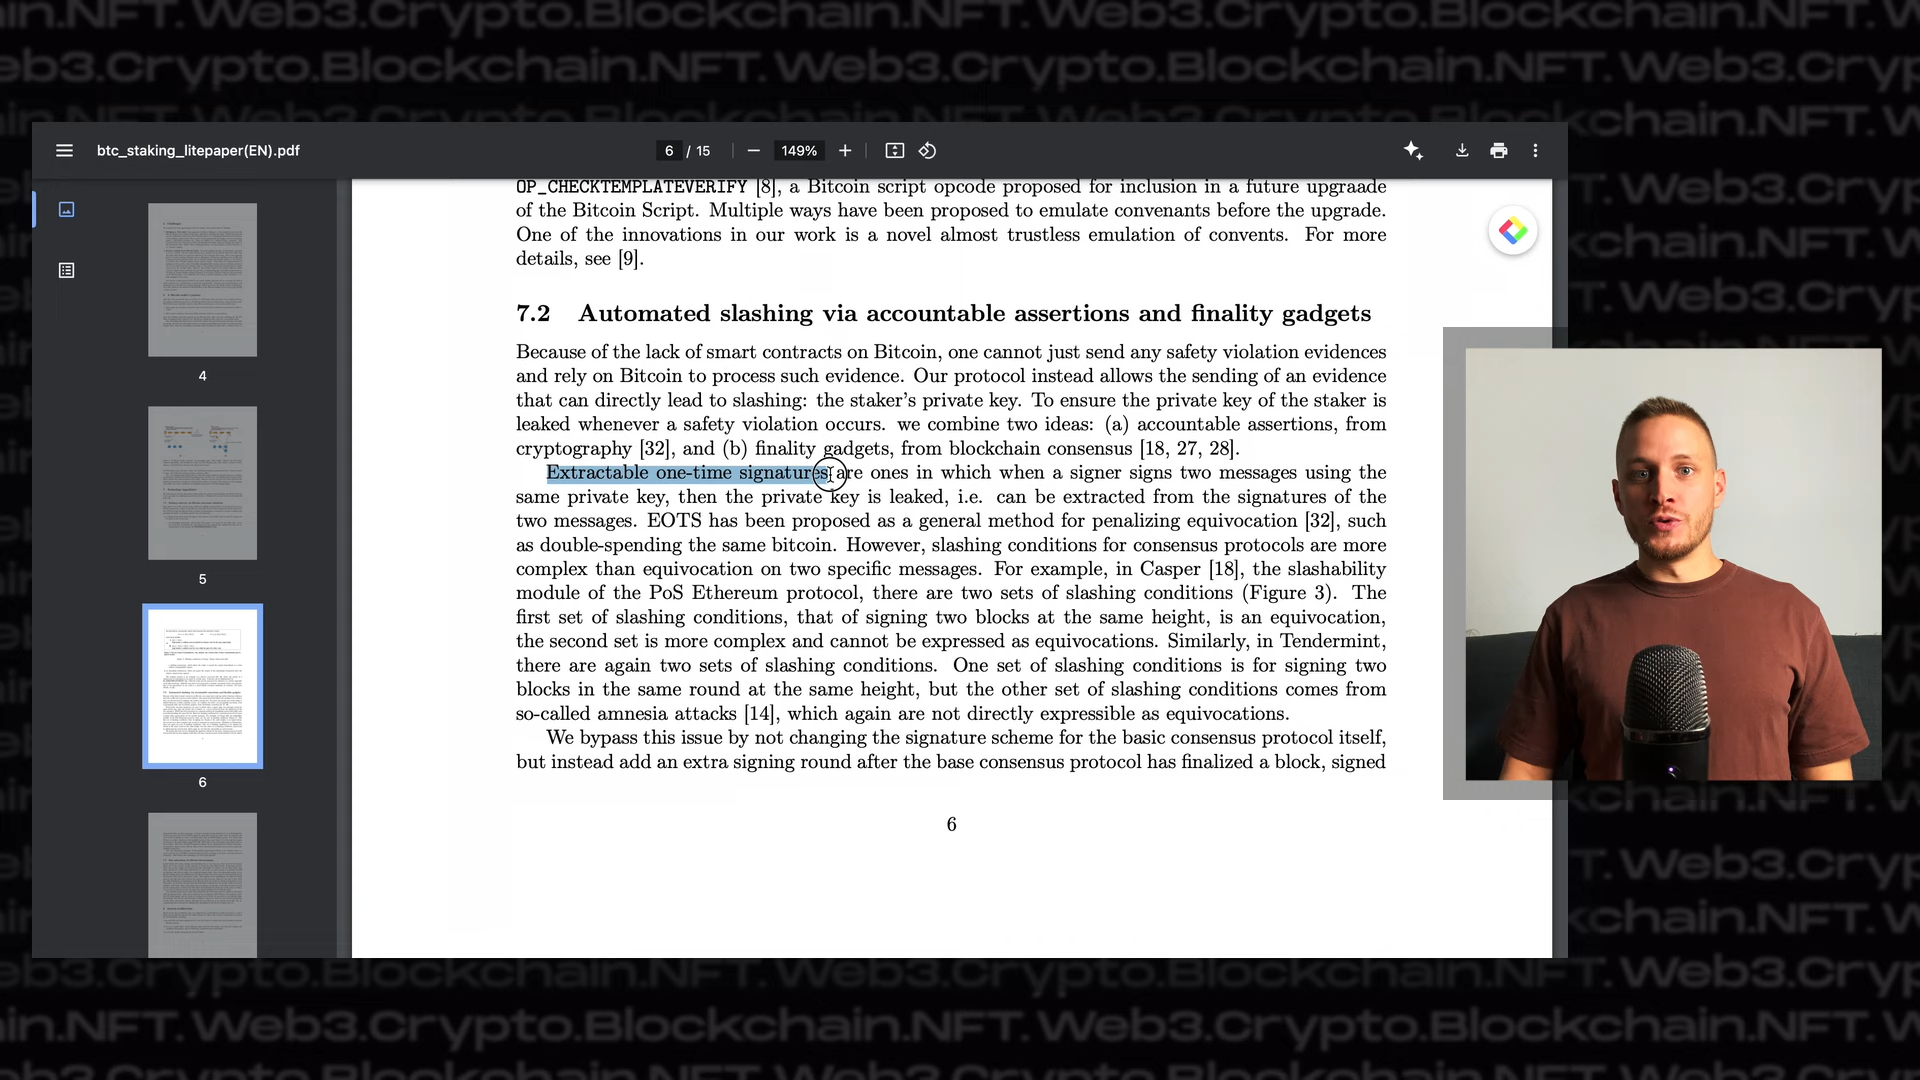 Web3.Crypto.Blockchain.NFT.
btc_staking_litepaper(EN).pdf
6 / 15
149%
4
5
6
OP_CHECKTEMPLATEVERIFY [8], a Bitcoin script opcode proposed for inclusion in a future upgraade
of the Bitcoin Script. Multiple ways have been proposed to emulate convenants before the upgrade.
One of the innovations in our work is a novel almost trustless emulation of convents. For more
details, see [9].
7.2 Automated slashing via accountable assertions and finality gadgets
Because of the lack of smart contracts on Bitcoin, one cannot just send any safety violation evidences
and rely on Bitcoin to process such evidence. Our protocol instead allows the sending of an evidence
that can directly lead to slashing: the staker's private key. To ensure the private key of the staker is
leaked whenever a safety violation occurs. we combine two ideas: (a) accountable assertions, from
cryptography [32], and (b) finality gadgets, from blockchain consensus [18, 27, 28].
Extractable one-time signatures are ones in which when a signer signs two messages using the
same private key, then the private key is leaked, i.e. can be extracted from the signatures of the
two messages. EOTS has been proposed as a general method for penalizing equivocation [32], such
as double-spending the same bitcoin. However, slashing conditions for consensus protocols are more
complex than equivocation on two specific messages. For example, in Casper [18], the slashability
module of the PoS Ethereum protocol, there are two sets of slashing conditions (Figure 3). The
first set of slashing conditions, that of signing two blocks at the same height, is an equivocation,
the second set is more complex and cannot be expressed as equivocations. Similarly, in Tendermint,
there are again two sets of slashing conditions. One set of slashing conditions is for signing two
blocks in the same round at the same height, but the other set of slashing conditions comes from
so-called amnesia attacks [14], which again are not directly expressible as equivocations.
We bypass this issue by not changing the signature scheme for the basic consensus protocol itself,
but instead add an extra signing round after the base consensus protocol has finalized a block, signed
6